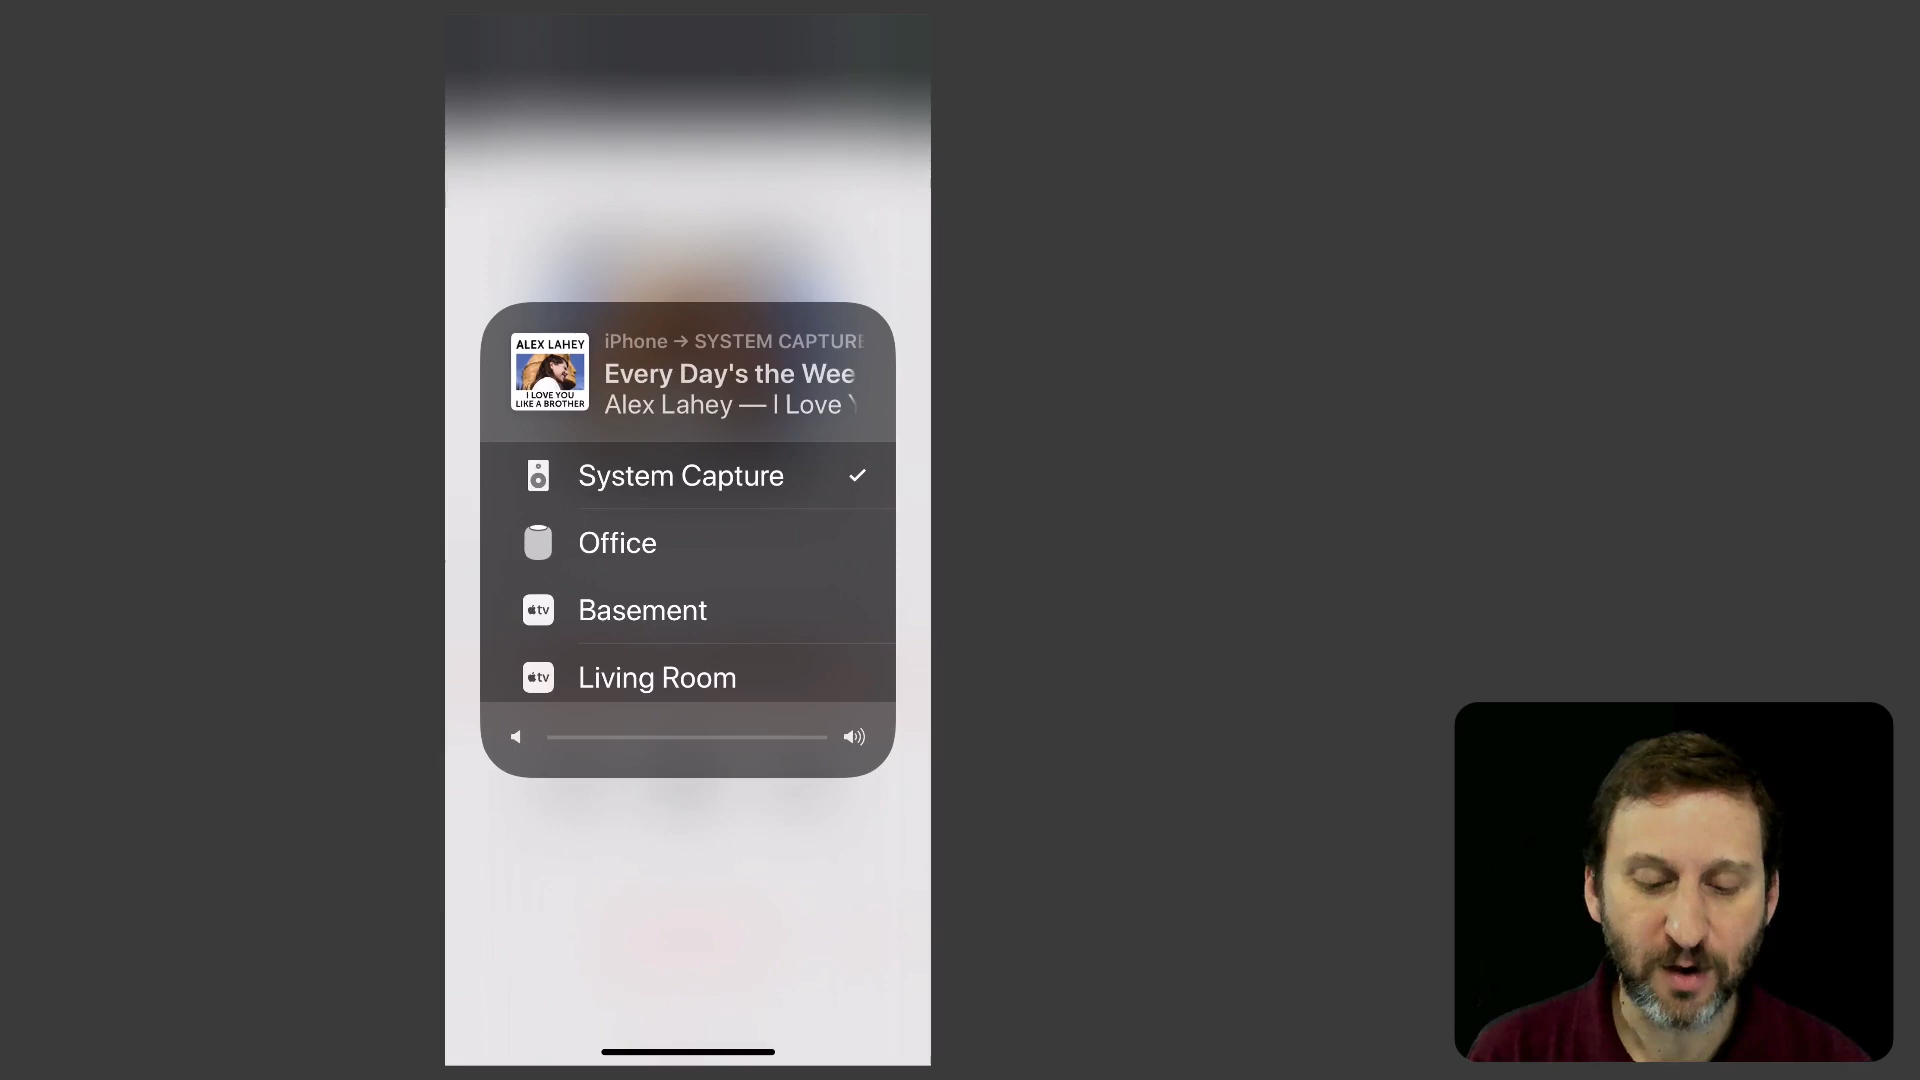 ALEX LAHEY
I LOVE YOU
LIKE A BROTHER
iPhone → SYSTEM CAPTURE
Every Day's the Wee
Alex Lahey — I Love
System Capture
Office
tv Basement
tv Living Room